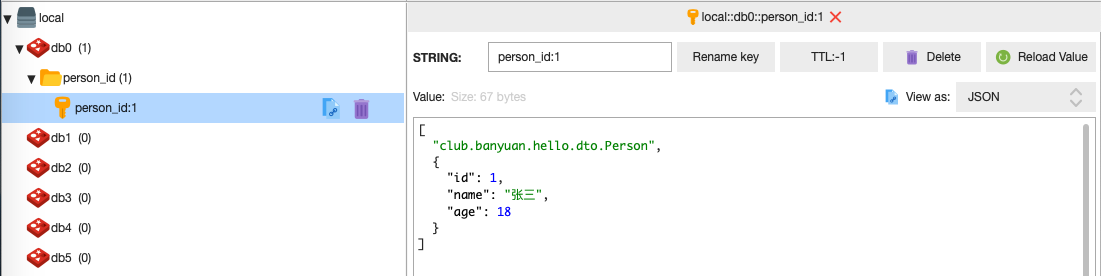 local
db0 (1)
person_id (1)
person_id:1
db1 (0)
db2 (0)
db3 (0)
db4 (0)
db5 (0)
local::db0::person_id:1
STRING: person_id:1 Rename key TTL:-1 Delete Reload Value
Value: Size: 67 bytes View as: JSON
[
"club.banyuan.hello.dto.Person",
{
"id": 1,
"name": "张三",
"age": 18
}
]